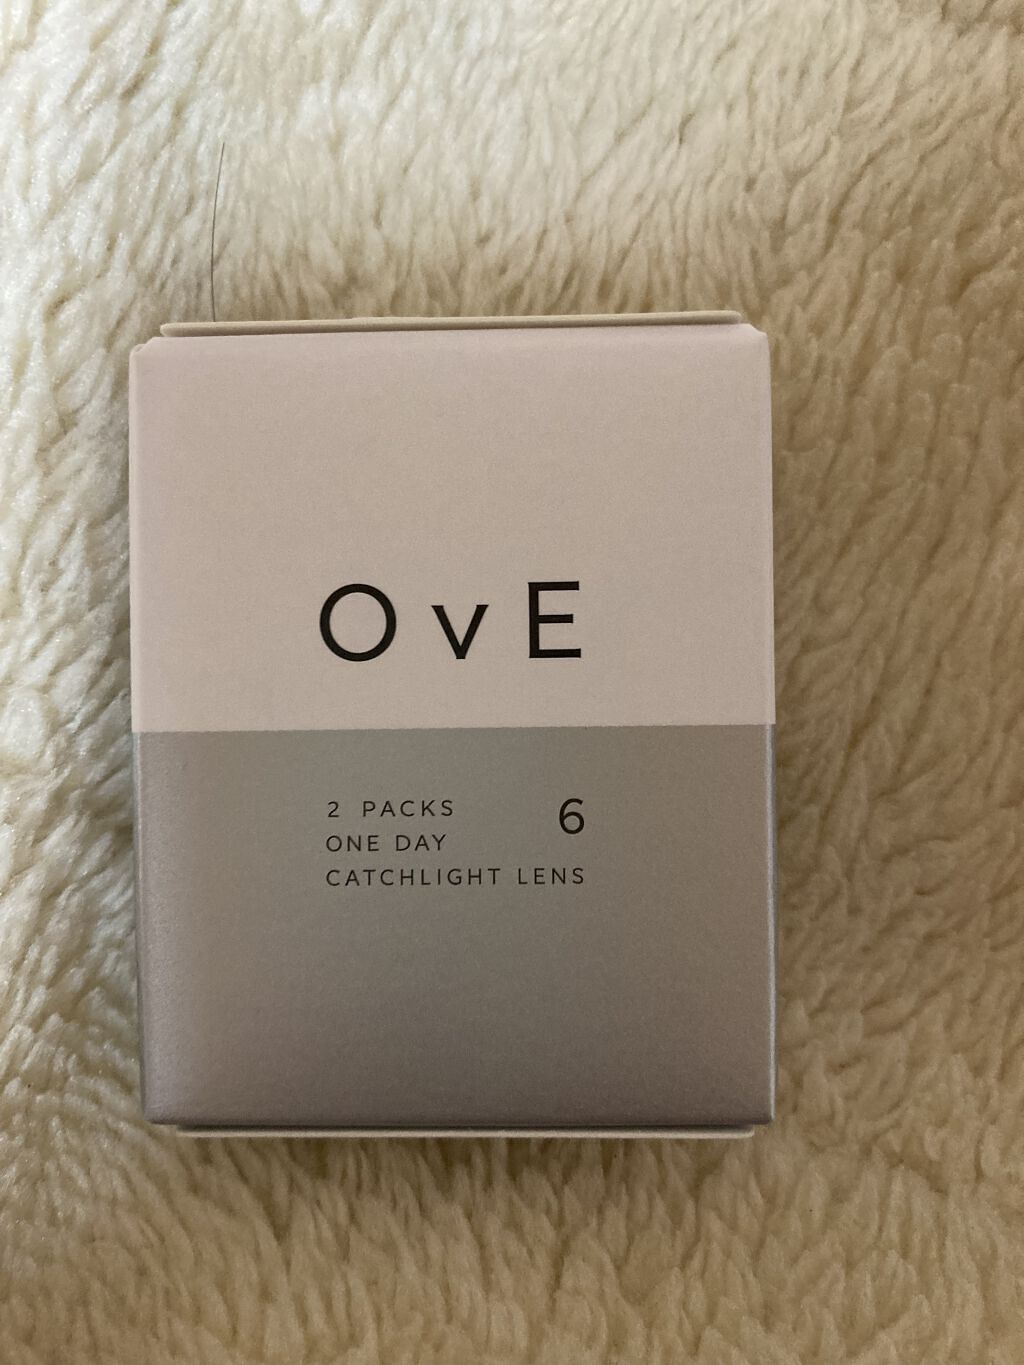 OvE
2 PACKS 6
ONE DAY
CATCHLIGHT LENS